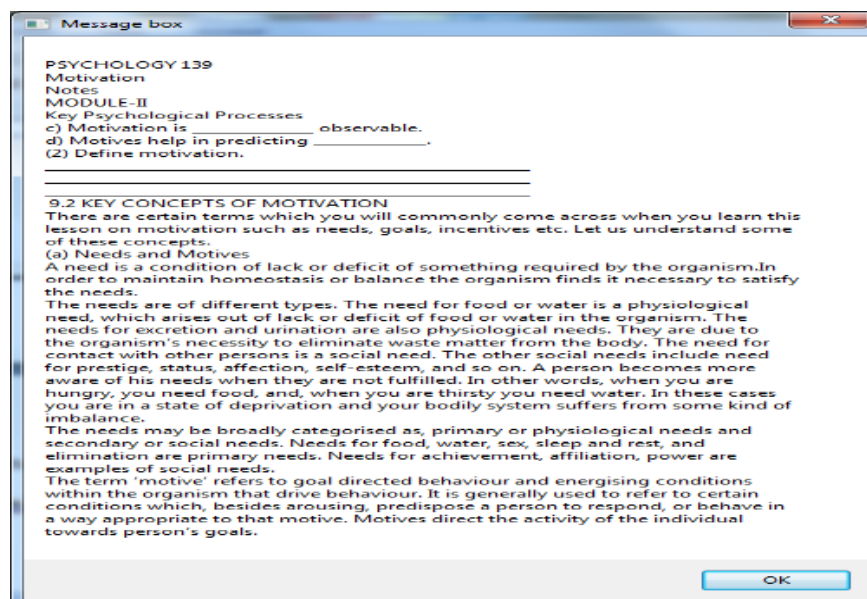 Message box
PSYCHOLOGY 139
Motivation
Notes
MODULE-II
Key Psychological Processes
c) Motivation is _____________ observable.
d) Motives help in predicting ____________.
(2) Define motivation.
9.2 KEY CONCEPTS OF MOTIVATION
There are certain terms which you will commonly come across when you learn this
lesson on motivation such as needs, goals, incentives etc. Let us understand some
of these concepts.
(a) Needs and Motives
A need is a condition of lack or deficit of something required by the organism.In
order to maintain homeostasis or balance the organism finds it necessary to satisfy
the needs.
The needs are of different types. The need for food or water is a physiological
need, which arises out of lack or deficit of food or water in the organism. The
needs for excretion and urination are also physiological needs. They are due to
the organism's necessity to eliminate waste matter from the body. The need for
contact with other persons is a social need. The other social needs include need
for prestige, status, affection, self-esteem, and so on. A person becomes more
aware of his needs when they are not fulfilled. In other words, when you are
hungry, you need food, and, when you are thirsty you need water. In these cases
you are in a state of deprivation and your bodily system suffers from some kind of
imbalance.
The needs may be broadly categorised as, primary or physiological needs and
secondary or social needs. Needs for food, water, sex, sleep and rest, and
elimination are primary needs. Needs for achievement, affiliation, power are
examples of social needs.
The term 'motive' refers to goal directed behaviour and energising conditions
within the organism that drive behaviour. It is generally used to refer to certain
conditions which, besides arousing, predispose a person to respond, or behave in
a way appropriate to that motive. Motives direct the activity of the individual
towards person's goals.
OK